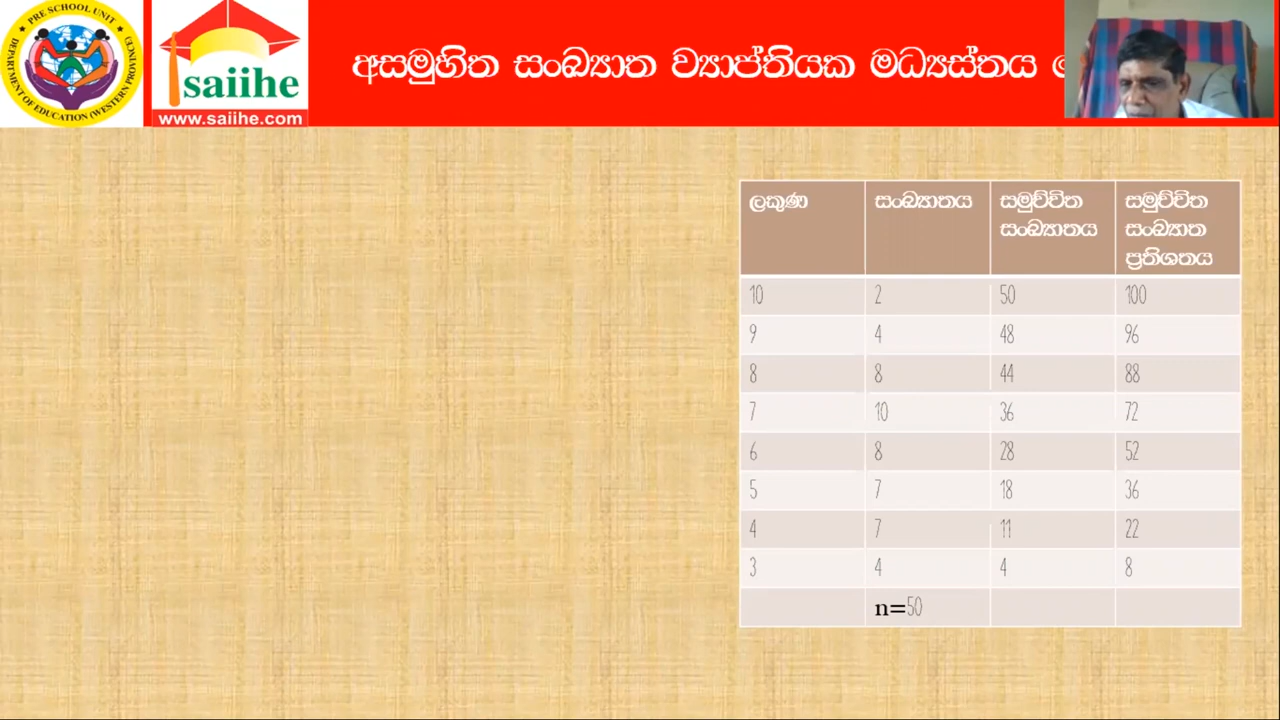 PRE SCHOOL UNIT
DEPARTMENT OF EDUCATION (WESTERN PROVINCE)
saiihe
www.saiihe.com
අසමුහිත සංඛ්‍යාත ව්‍යාප්තියක මධ්‍යස්තය
ලකුණ සංඛ්‍යාතය සමුච්චිත සංඛ්‍යාතය සමුච්චිත සංඛ්‍යාත ප්‍රතිශතය
10 2 50 100
9 4 48 96
8 8 44 88
7 10 36 72
6 8 28 52
5 7 18 36
4 7 11 22
3 4 4 8
n=50